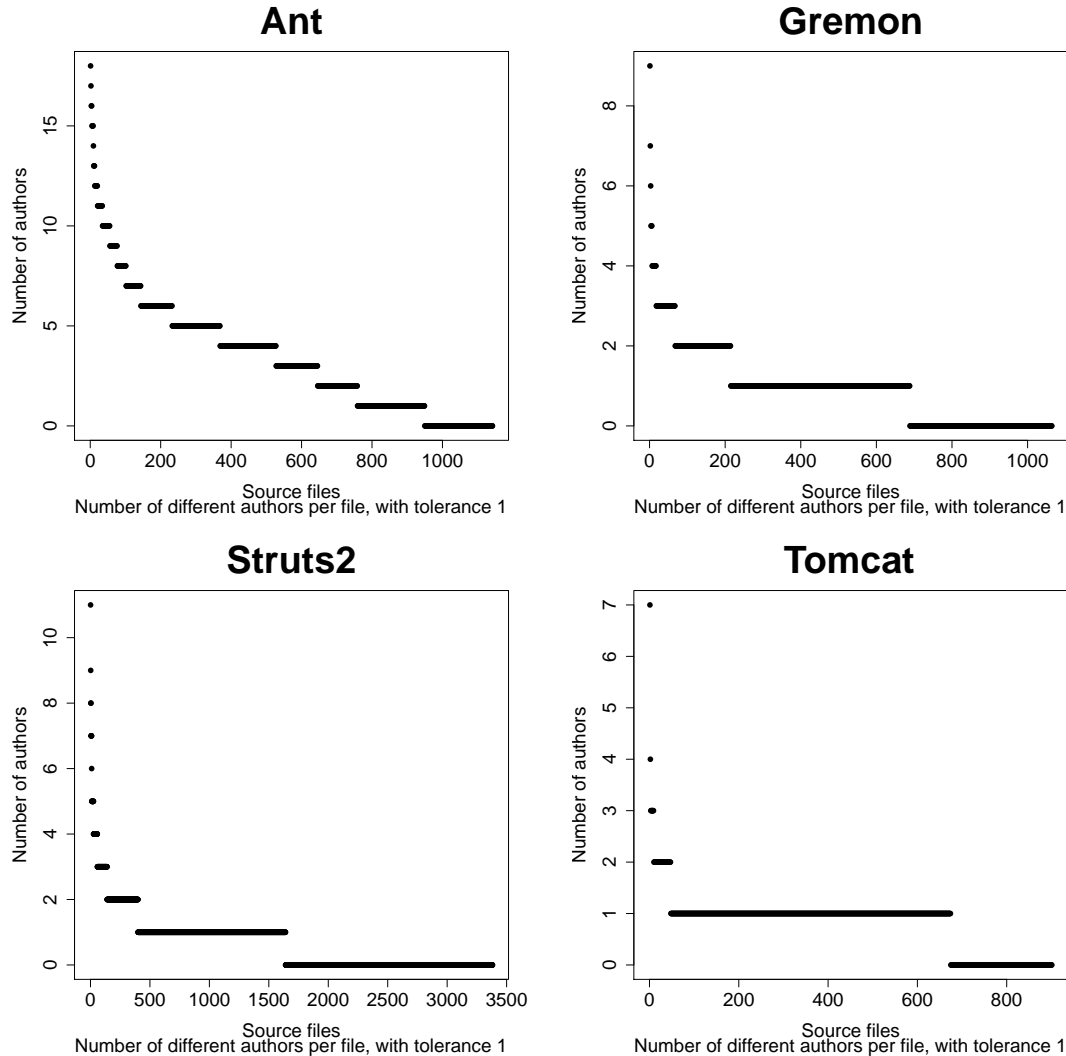 Ant
Number of authors
15
10
5
0
0 200 400 600 800 1000
Source files
Number of different authors per file, with tolerance 1
Gremon
Number of authors
8
6
4
2
0
0 200 400 600 800 1000
Source files
Number of different authors per file, with tolerance 1
Struts2
Number of authors
10
8
6
4
2
0
0 500 1000 1500 2000 2500 3000 3500
Source files
Number of different authors per file, with tolerance 1
Tomcat
Number of authors
7
6
5
4
3
2
1
0
0 200 400 600 800
Source files
Number of different authors per file, with tolerance 1